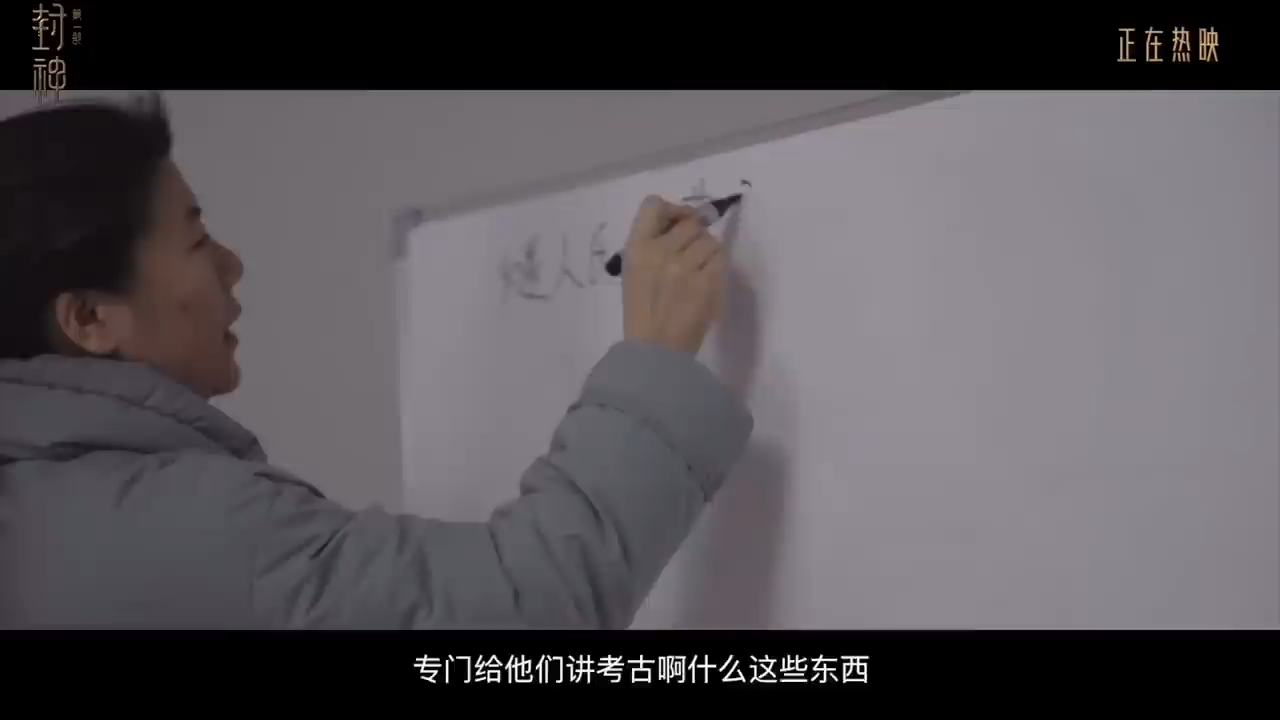 封神
第一部
正在热映
专门给他们讲考古啊什么这些东西